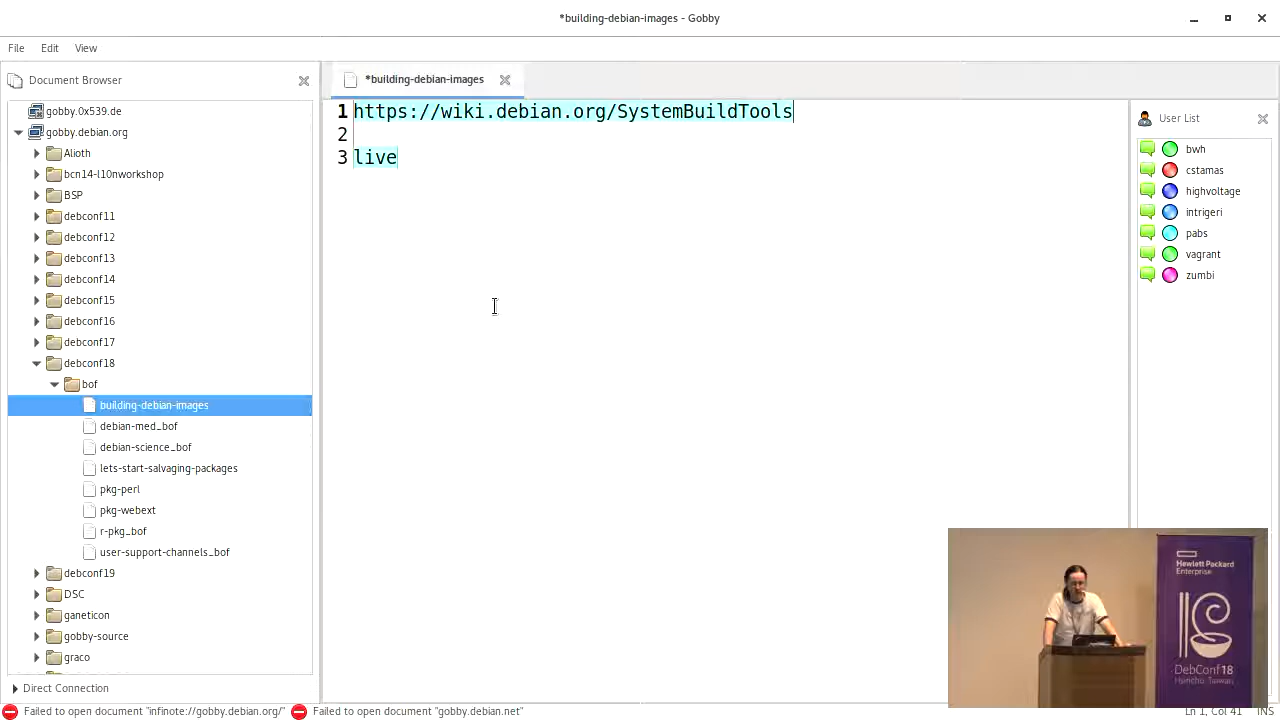 *building-debian-images - Gobby
File Edit View
Document Browser
gobby.0x539.de
gobby.debian.org
Alioth
bcn14-l10nworkshop
BSP
debconf11
debconf12
debconf13
debconf14
debconf15
debconf16
debconf17
debconf18
bof
building-debian-images
debian-med_bof
debian-science_bof
lets-start-salvaging-packages
pkg-perl
pkg-webext
r-pkg_bof
user-support-channels_bof
debconf19
DSC
ganeticon
gobby-source
graco
Direct Connection
*building-debian-images
1 https://wiki.debian.org/SystemBuildTools
2
3 live
User List
bwh
cstamas
highvoltage
intrigeri
pabs
vagrant
zumbi
Hewlett Packard
Enterprise
DebConf18
Hsinchu, Taiwan
Failed to open document "infinote://gobby.debian.org/" Failed to open document "gobby.debian.net"
Ln 1, Col 41 INS